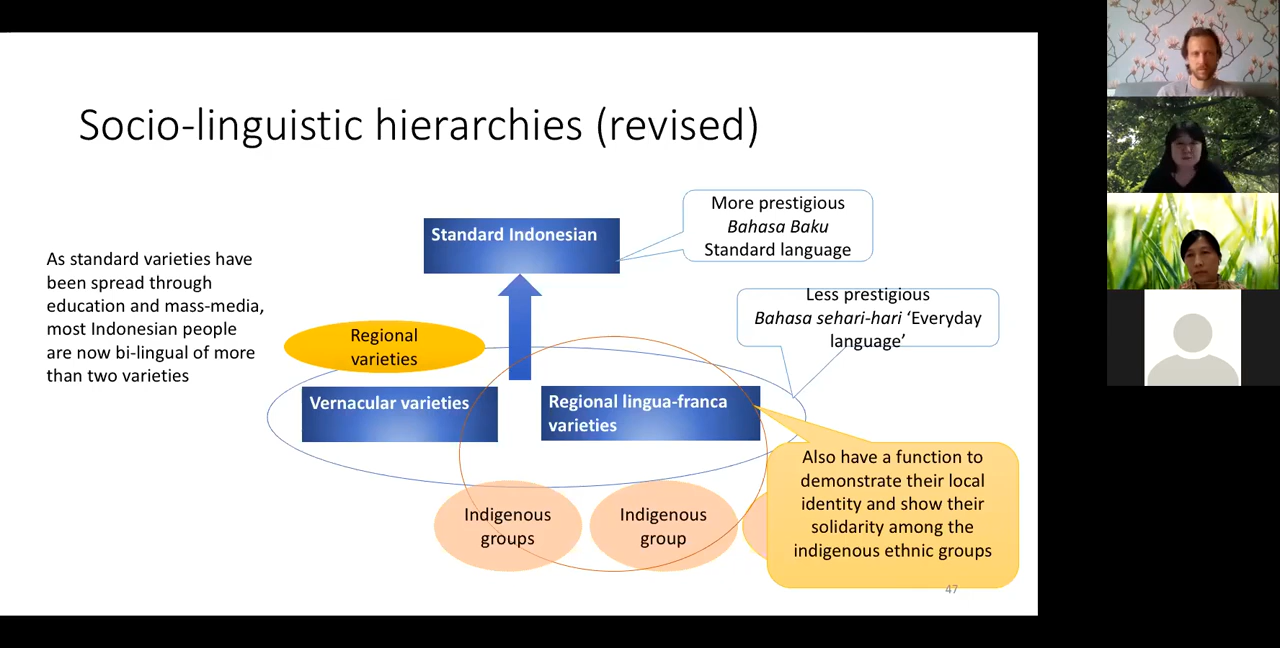 Socio-linguistic hierarchies (revised)
As standard varieties have
been spread through
education and mass-media,
most Indonesian people
are now bi-lingual of more
than two varieties
Standard Indonesian
More prestigious
Bahasa Baku
Standard language
Less prestigious
Bahasa sehari-hari ‘Everyday
language’
Regional
varieties
Vernacular varieties
Regional lingua-franca
varieties
Also have a function to
demonstrate their local
identity and show their
solidarity among the
indigenous ethnic groups
Indigenous
groups
Indigenous
group
47